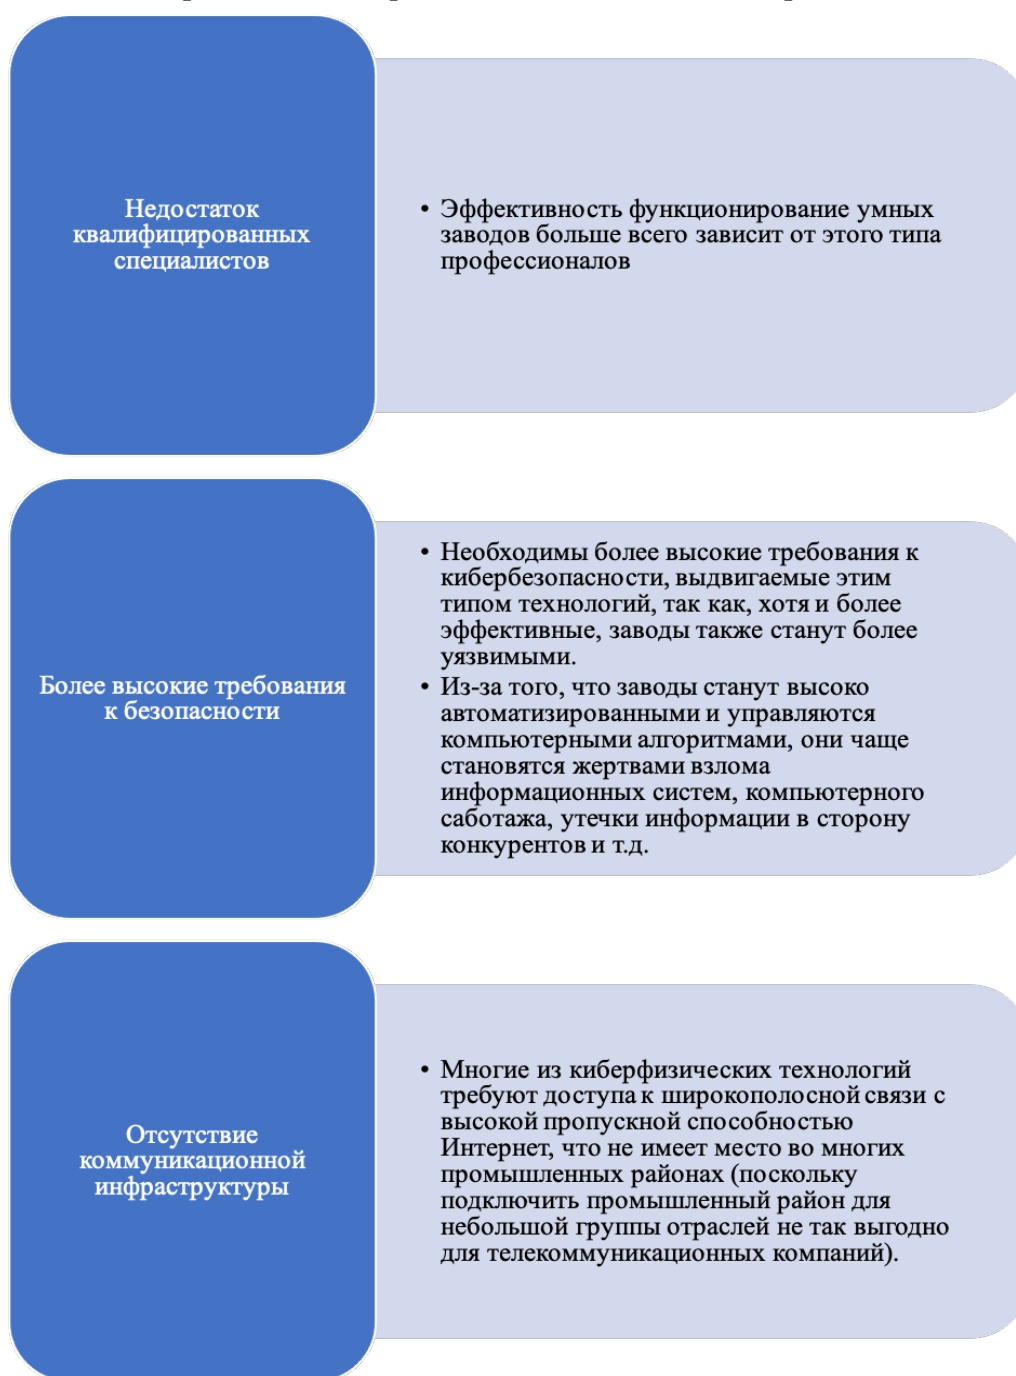 Недостаток
квалифицированных
специалистов
• Эффективность функционирование умных
заводов больше всего зависит от этого типа
профессионалов
Более высокие требования
к безопасности
• Необходимы более высокие требования к
кибербезопасности, выдвигаемые этим
типом технологий, так как, хотя и более
эффективные, заводы также станут более
уязвимыми.
• Из-за того, что заводы станут высоко
автоматизированными и управляются
компьютерными алгоритмами, они чаще
становятся жертвами взлома
информационных систем, компьютерного
саботажа, утечки информации в сторону
конкурентов и т.д.
Отсутствие
коммуникационной
инфраструктуры
• Многие из киберфизических технологий
требуют доступа к широкополосной связи с
высокой пропускной способностью
Интернет, что не имеет место во многих
промышленных районах (поскольку
подключить промышленный район для
небольшой группы отраслей не так выгодно
для телекоммуникационных компаний).